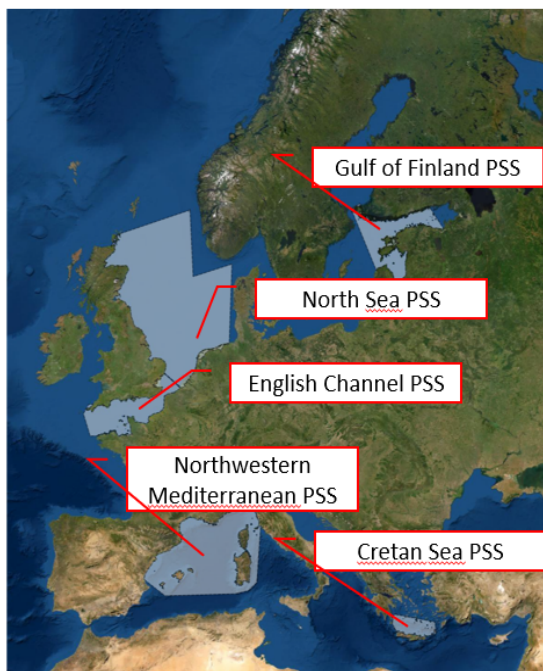 Gulf of Finland PSS
North Sea PSS
English Channel PSS
Northwestern
Mediterranean PSS
Cretan Sea PSS